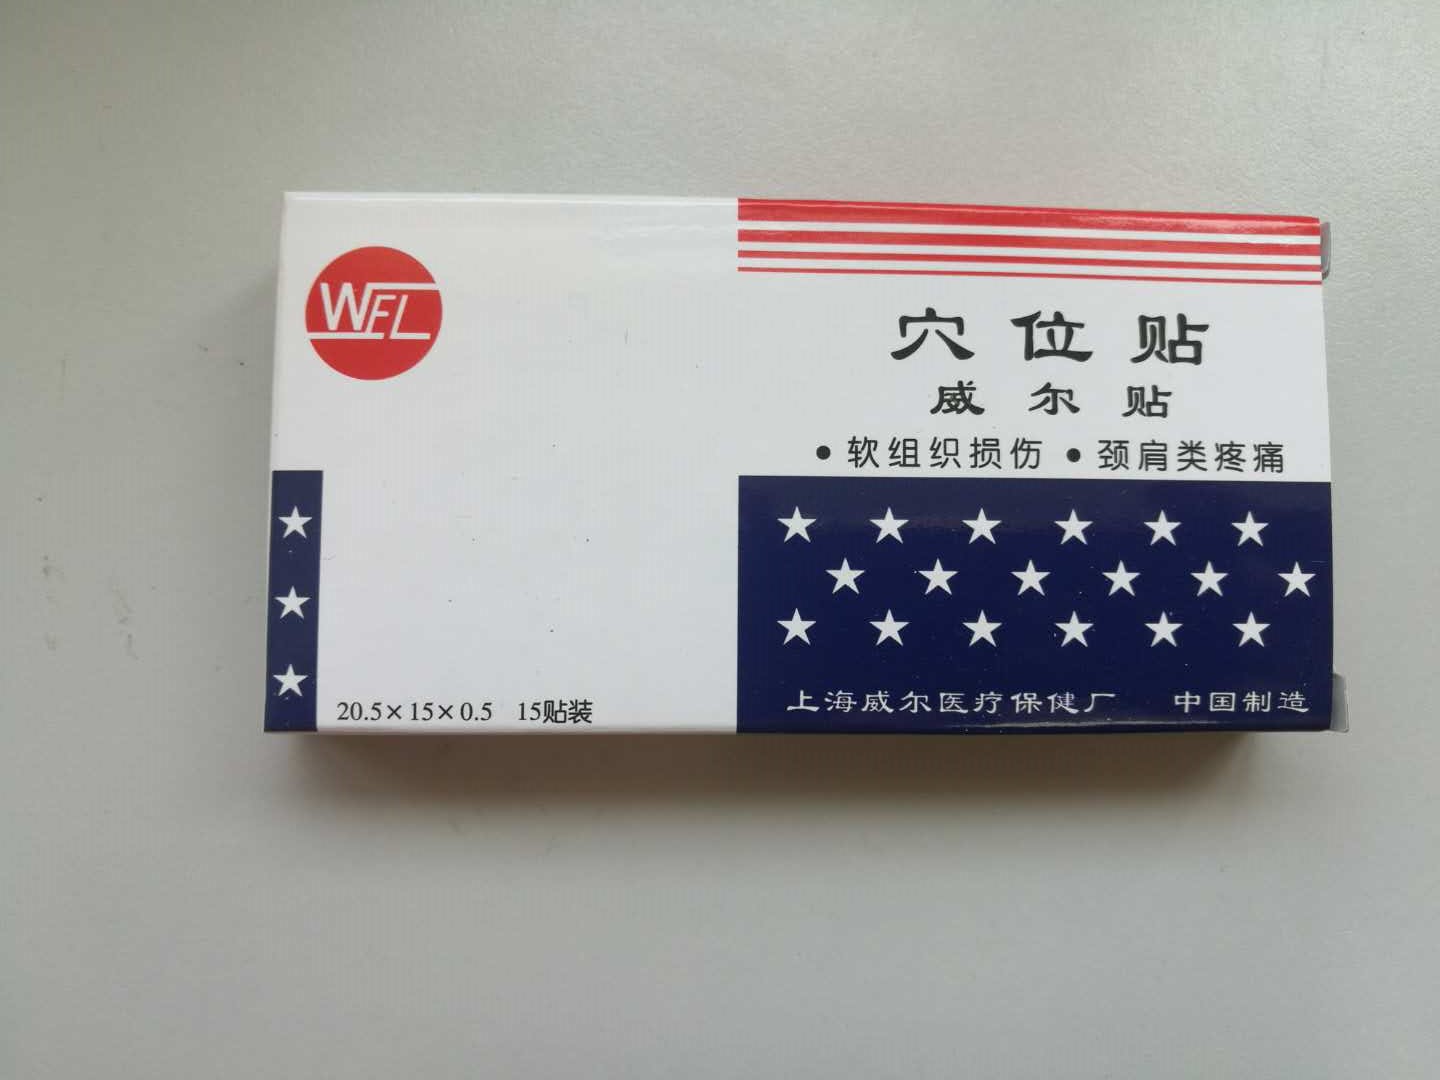 WEL
穴位贴
威尔贴
•软组织损伤 •颈肩类疼痛
20.5×15×0.5 15贴装
上海威尔医疗保健厂 中国制造